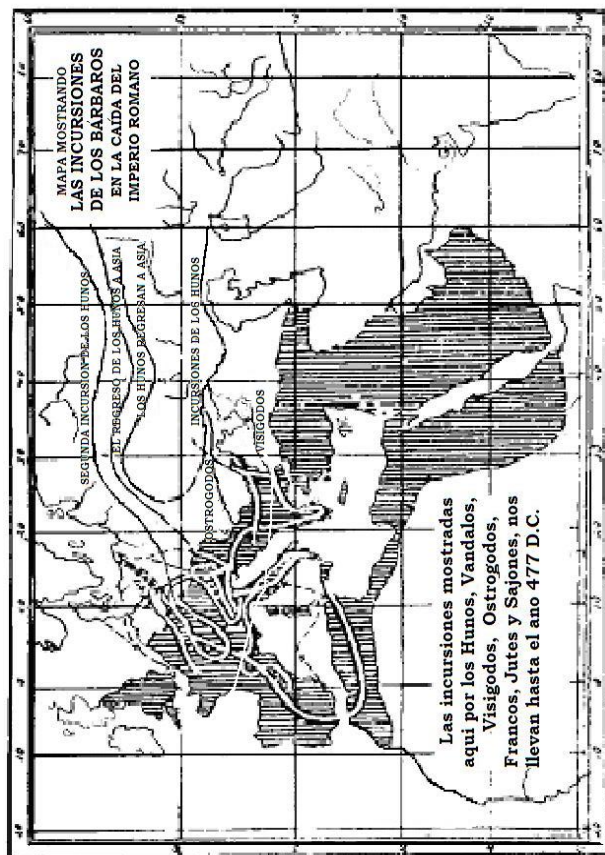 MAPA MOSTRANDO
LAS INCURSIONES
DE LOS BÁRBAROS
EN LA CAÍDA DEL
IMPERIO ROMANO
SEGUNDA INCURSION DE LOS HUNOS
EL REGRESO DE LOS HUNOS A ASIA
LOS HUNOS REGRESAN A ASIA
INCURSIONES DE LOS HUNOS
OSTROGODOS
VISIGODOS
Las incursiones mostradas
aqui por los Hunos, Vandalos,
Visigodos, Ostrogodos,
Francos, Jutes y Sajones, nos
llevan hasta el ano 477 D.C.